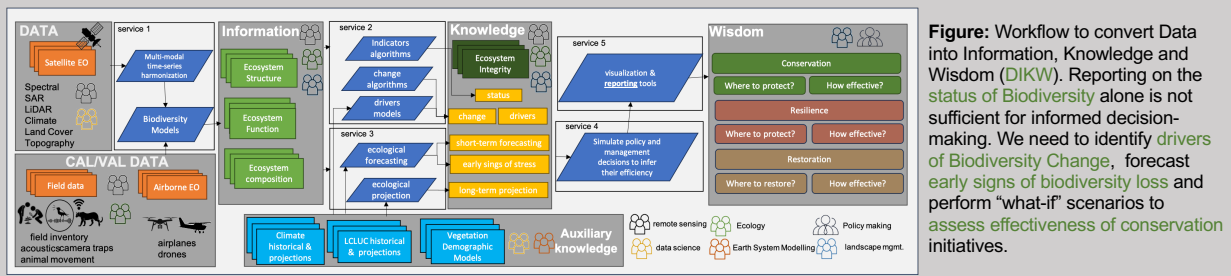 DATA
Satellite EO
Spectral
SAR
LiDAR
Climate
Land Cover
Topography
CAL/VAL DATA
Field data
Airborne EO
field inventory
acoustics camera traps
animal movement
airplanes
drones
service 1
Multi-modal
time-series
harmonization
Biodiversity
Models
Information
Ecosystem
Structure
Ecosystem
Function
Ecosystem
composition
service 2
Indicators
algorithms
change
algorithms
drivers
models
service 3
ecological
forecasting
ecological
projection
Knowledge
Ecosystem
Integrity
status
change
drivers
short-term forecasting
early sings of stress
long-term projection
Climate
historical &
projections
LCLUC historical
& projections
Vegetation
Demographic
Models
Auxiliary
knowledge
service 5
visualization &
reporting tools
service 4
Simulate policy and
management
decisions to infer
their efficiency
Wisdom
Conservation
Where to protect?
How effective?
Resilience
Where to protect?
How effective?
Restoration
Where to restore?
How effective?
remote sensing
Ecology
Policy making
data science
Earth System Modelling
landscape mgmt.
Figure: Workflow to convert Data
into Information, Knowledge and
Wisdom (DIKW). Reporting on the
status of Biodiversity alone is not
sufficient for informed decision-
making. We need to identify drivers
of Biodiversity Change, forecast
early signs of biodiversity loss and
perform “what-if” scenarios to
assess effectiveness of conservation
initiatives.